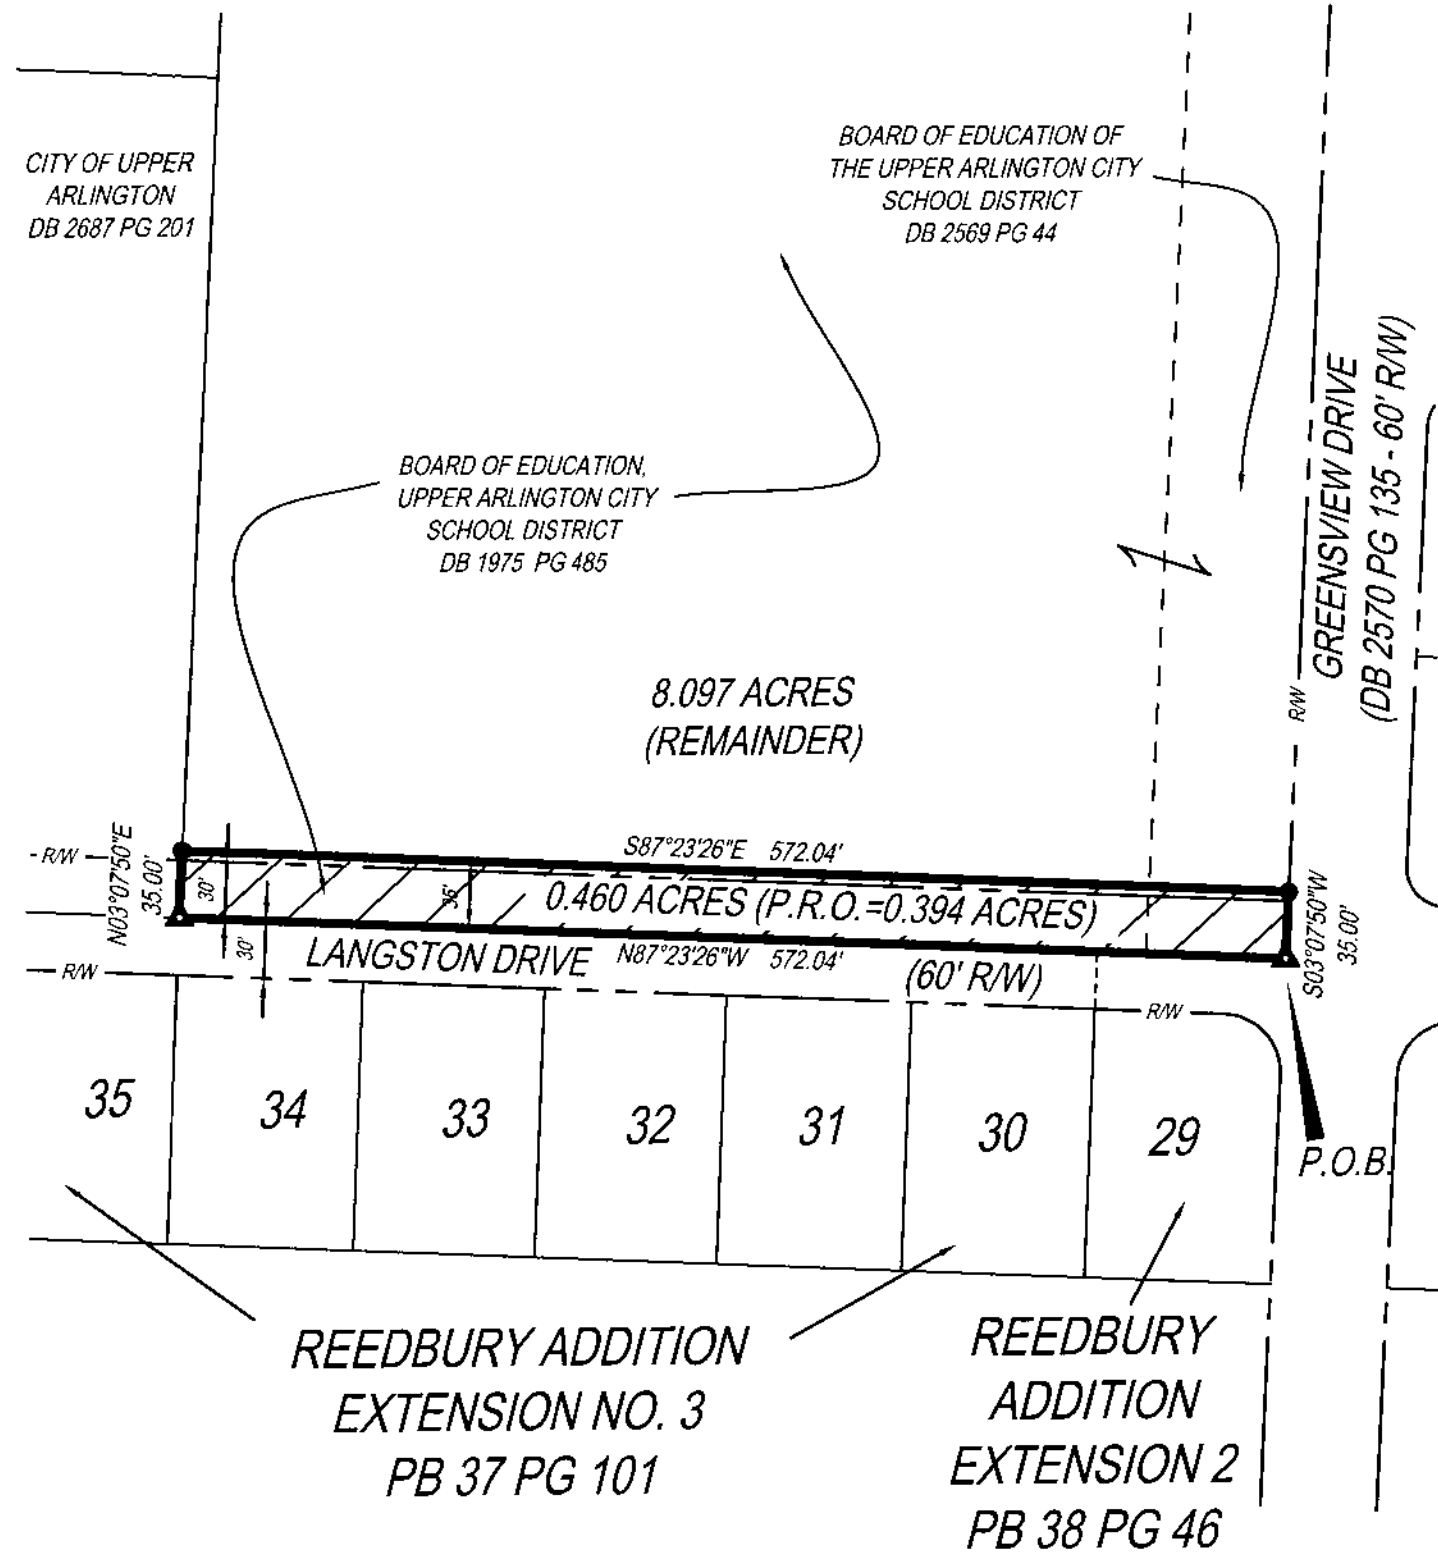 CITY OF UPPER
ARLINGTON
DB 2687 PG 201
BOARD OF EDUCATION OF
THE UPPER ARLINGTON CITY
SCHOOL DISTRICT
DB 2569 PG 44
BOARD OF EDUCATION,
UPPER ARLINGTON CITY
SCHOOL DISTRICT
DB 1975 PG 485
GREENSVIEW DRIVE
(DB 2570 PG 135 - 60' R/W)
R/W
8.097 ACRES
(REMAINDER)
R/W
N03°07'50"E
35.00'
30'
30'
35'
S87°23'26"E 572.04'
0.460 ACRES (P.R.O.=0.394 ACRES)
LANGSTON DRIVE
N87°23'26"W 572.04'
(60' R/W)
S03°07'50"W
35.00'
R/W
R/W
35
34
33
32
31
30
29
P.O.B.
REEDBURY ADDITION
EXTENSION NO. 3
PB 37 PG 101
REEDBURY
ADDITION
EXTENSION 2
PB 38 PG 46